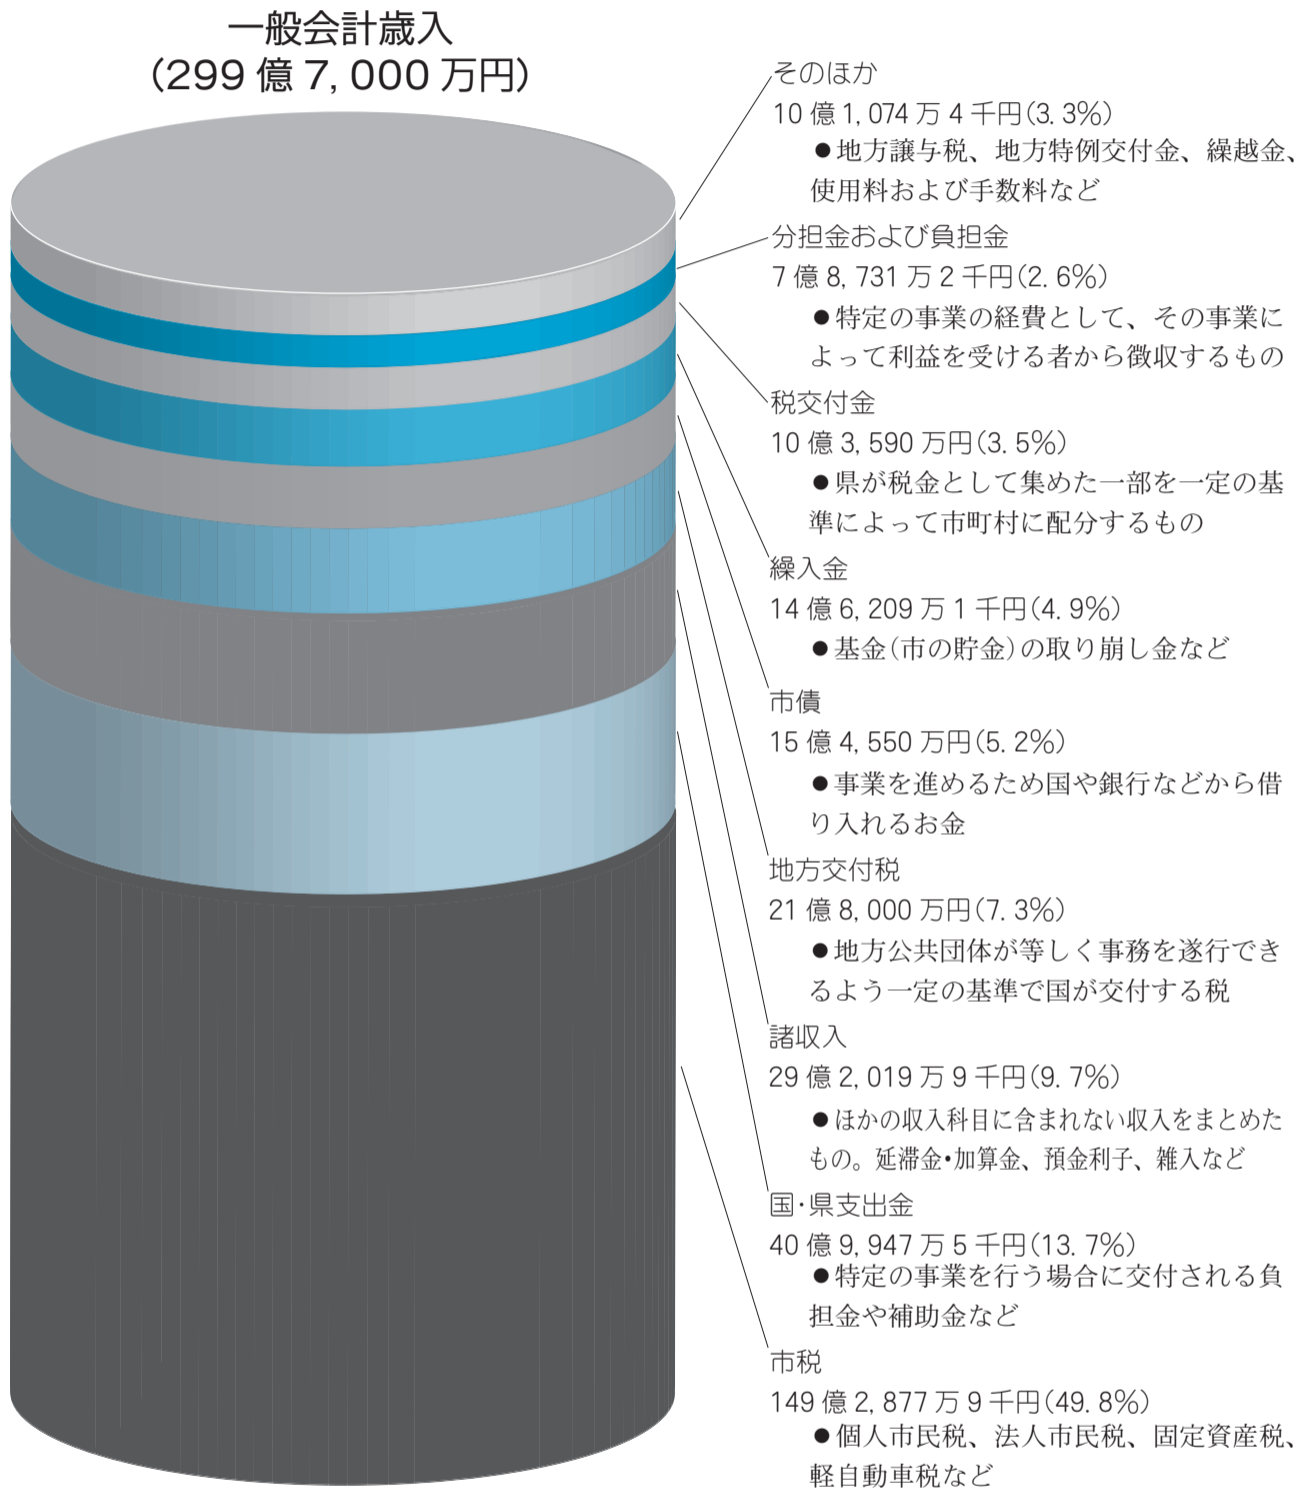 一般会計歳入
(299億7,000万円)
そのほか
10億1,074万4千円(3.3%)
●地方譲与税、地方特例交付金、繰越金、
使用料および手数料など
分担金および負担金
7億8,731万2千円(2.6%)
●特定の事業の経費として、その事業に
よって利益を受ける者から徴収するもの
税交付金
10億3,590万円(3.5%)
●県が税金として集めた一部を一定の基
準によって市町村に配分するもの
繰入金
14億6,209万1千円(4.9%)
●基金(市の貯金)の取り崩し金など
市債
15億4,550万円(5.2%)
●事業を進めるため国や銀行などから借
り入れるお金
地方交付税
21億8,000万円(7.3%)
●地方公共団体が等しく事務を遂行でき
るよう一定の基準で国が交付する税
諸収入
29億2,019万9千円(9.7%)
●ほかの収入科目に含まれない収入をまとめた
もの。延滞金・加算金、預金利子、雑入など
国・県支出金
40億9,947万5千円(13.7%)
●特定の事業を行う場合に交付される負
担金や補助金など
市税
149億2,877万9千円(49.8%)
●個人市民税、法人市民税、固定資産税、
軽自動車税など